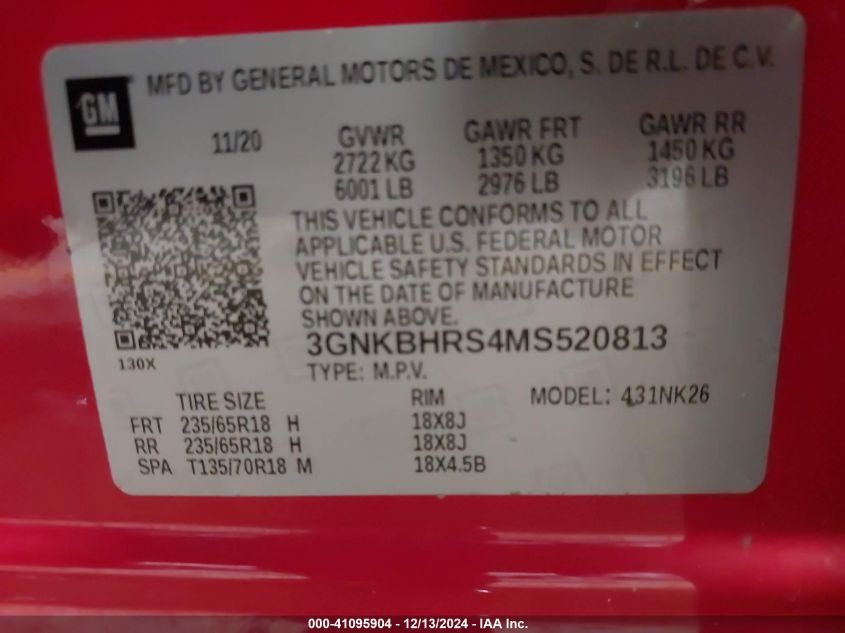 GM
MFD BY GENERAL MOTORS DE MEXICO, S. DE R.L. DE C.V.
11/20 GVWR GAWR FRT GAWR RR
2722 KG 1350 KG 1450 KG
6001 LB 2976 LB 3196 LB
THIS VEHICLE CONFORMS TO ALL
APPLICABLE U.S. FEDERAL MOTOR
VEHICLE SAFETY STANDARDS IN EFFECT
ON THE DATE OF MANUFACTURE
SHOWN ABOVE.
3GNKBHRS4MS520813
130X
TYPE: M.P.V.
TIRE SIZE RIM MODEL: 431NK26
FRT 235/65R18 H 18X8J
RR 235/65R18 H 18X8J
SPA T135/70R18 M 18X4.5B
000-41095904 - 12/13/2024 - IAA Inc.